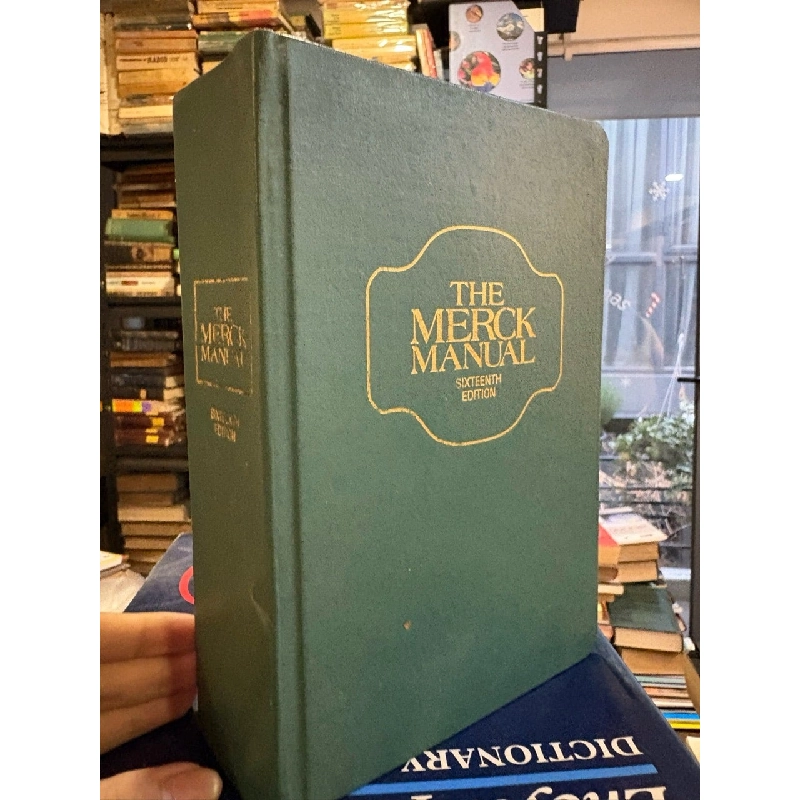 THE
MERCK
MANUAL
SIXTEENTH
EDITION
THE
MERCK
MANUAL
SIXTEENTH
EDITION
DICTIONARY